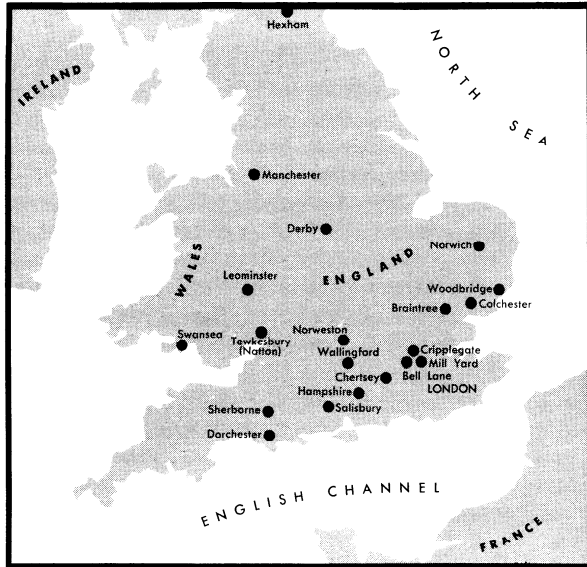 Hexham
IRELAND
NORTH SEA
Manchester
Derby
WALES
ENGLAND
Norwich
Leominster
Woodbridge
Colchester
Braintree
Swansea
Tewkesbury
(Natton)
Norweston
Wallingford
Cripplegate
Mill Yard
Bell Lane
LONDON
Chertsey
Hampshire
Salisbury
Sherborne
Dorchester
ENGLISH CHANNEL
FRANCE